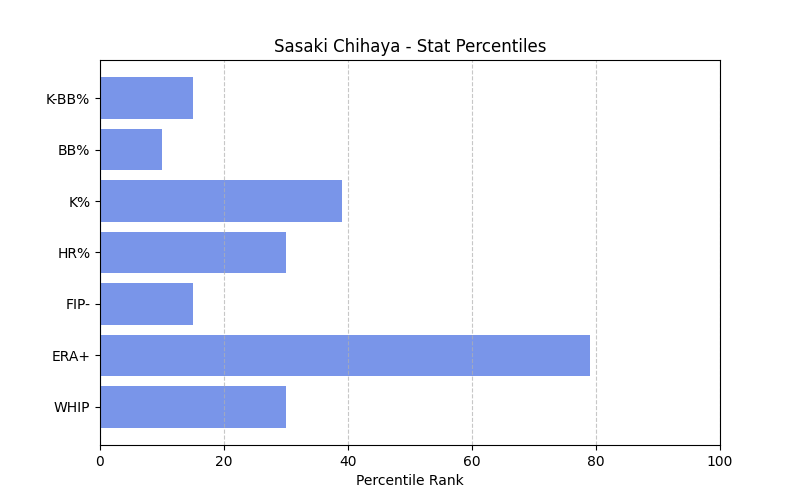 Sasaki Chihaya - Stat Percentiles
K-BB%
BB%
K%
HR%
FIP-
ERA+
WHIP
0 20 40 60 80 100
Percentile Rank